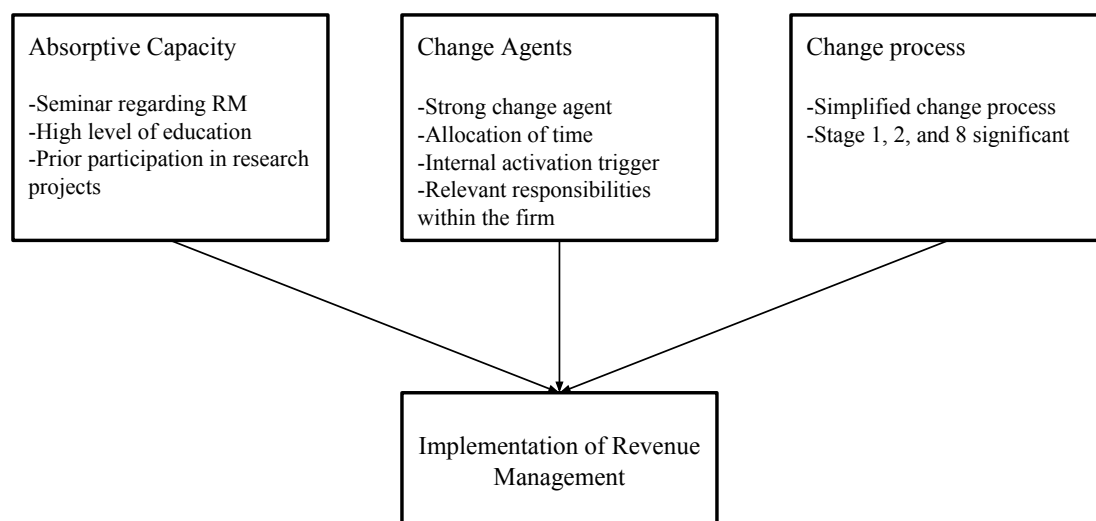 Absorptive Capacity
-Seminar regarding RM
-High level of education
-Prior participation in research
projects
Change Agents
-Strong change agent
-Allocation of time
-Internal activation trigger
-Relevant responsibilities
within the firm
Change process
-Simplified change process
-Stage 1, 2, and 8 significant
Implementation of Revenue
Management